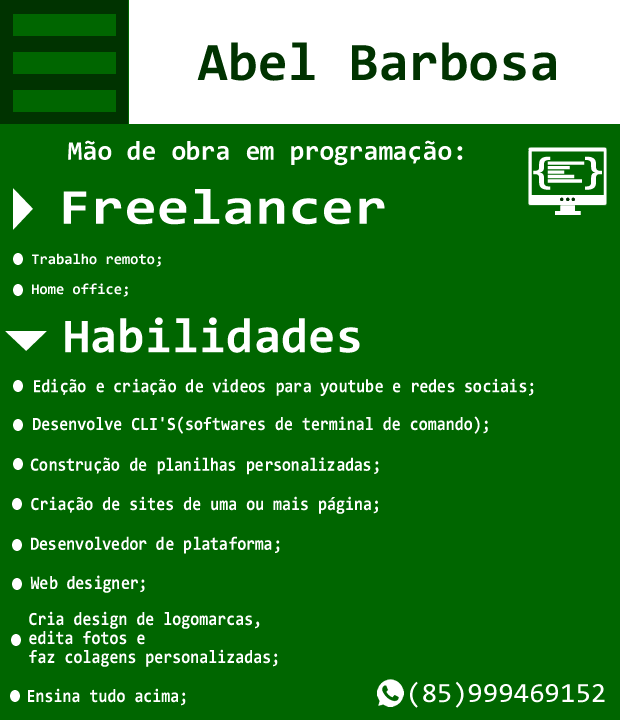 Abel Barbosa
Mão de obra em programação:
Freelancer
Trabalho remoto;
Home office;
Habilidades
Edição e criação de videos para youtube e redes sociais;
Desenvolve CLI'S(softwares de terminal de comando);
Construção de planilhas personalizadas;
Criação de sites de uma ou mais página;
Desenvolvedor de plataforma;
Web designer;
Cria design de logomarcas,
edita fotos e
faz colagens personalizadas;
Ensina tudo acima;
(85)999469152